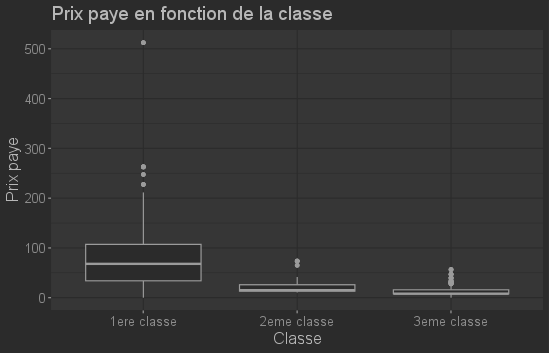 Prix paye en fonction de la classe
Prix paye
500
400
300
200
100
0
1ere classe
2eme classe
3eme classe
Classe